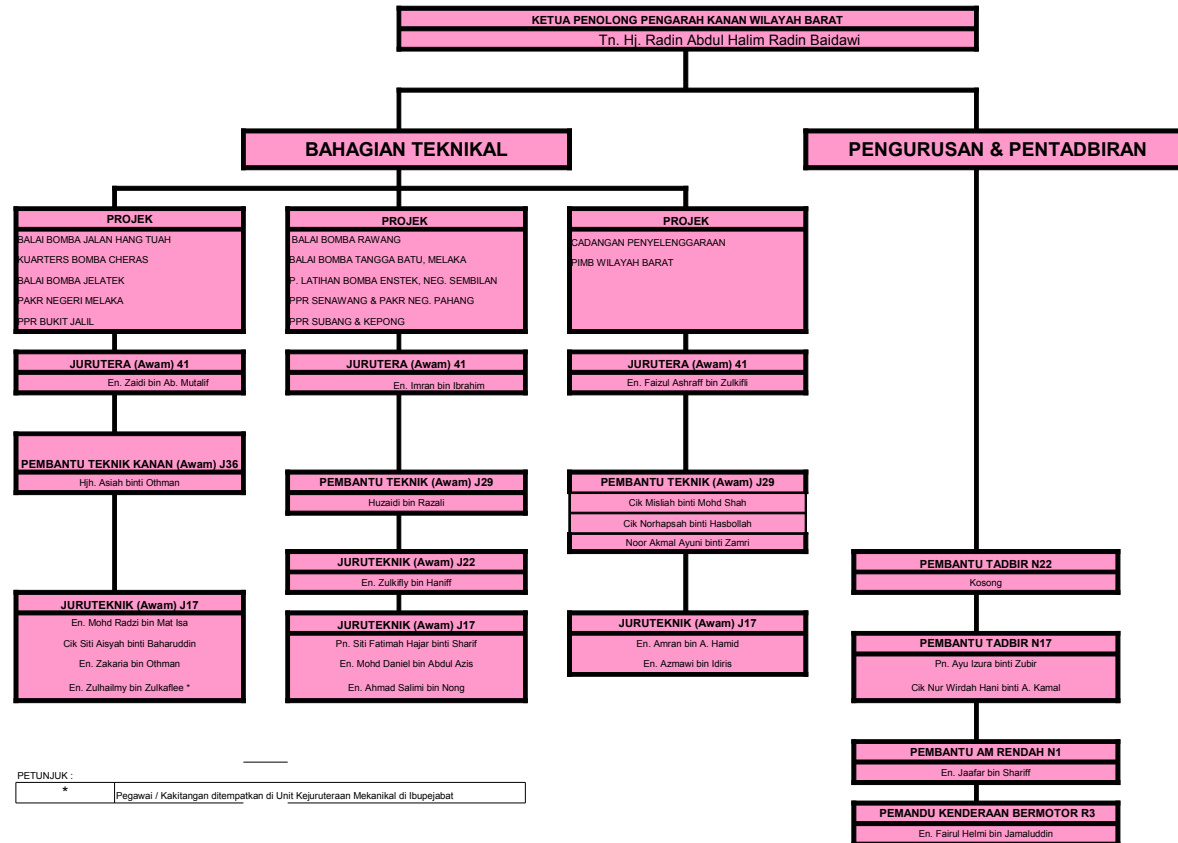 KETUA PENOLONG PENGARAH KANAN WILAYAH BARAT
Tn. Hj. Radin Abdul Halim Radin Baidawi
BAHAGIAN TEKNIKAL
PENGURUSAN & PENTADBIRAN
PROJEK
BALAI BOMBA JALAN HANG TUAH
KUARTERS BOMBA CHERAS
BALAI BOMBA JELATEK
PAKR NEGERI MELAKA
PPR BUKIT JALIL
JURUTERA (Awam) 41
En. Zaidi bin Ab. Mutalif
PEMBANTU TEKNIK KANAN (Awam) J36
Hjh. Asiah binti Othman
JURUTEKNIK (Awam) J17
En. Mohd Radzi bin Mat Isa
Cik Siti Aisyah binti Baharuddin
En. Zakaria bin Othman
En. Zulhailmy bin Zulkaflee *
PROJEK
BALAI BOMBA RAWANG
BALAI BOMBA TANGGA BATU, MELAKA
P. LATIHAN BOMBA ENSTEK, NEG. SEMBILAN
PPR SENAWANG & PAKR NEG. PAHANG
PPR SUBANG & KEPONG
JURUTERA (Awam) 41
En. Imran bin Ibrahim
PEMBANTU TEKNIK (Awam) J29
Huzaidi bin Razali
JURUTEKNIK (Awam) J22
En. Zulkifly bin Haniff
JURUTEKNIK (Awam) J17
Pn. Siti Fatimah Hajar binti Sharif
En. Mohd Daniel bin Abdul Azis
En. Ahmad Salimi bin Nong
PROJEK
CADANGAN PENYELENGGARAAN
PIMB WILAYAH BARAT
JURUTERA (Awam) 41
En. Faizul Ashraff bin Zulkifli
PEMBANTU TEKNIK (Awam) J29
Cik Misliah binti Mohd Shah
Cik Norhapsah binti Hasbollah
Noor Akmal Ayuni binti Zamri
JURUTEKNIK (Awam) J17
En. Amran bin A. Hamid
En. Azmawi bin Idiris
PEMBANTU TADBIR N22
Kosong
PEMBANTU TADBIR N17
Pn. Ayu Izura binti Zubir
Cik Nur Wirdah Hani binti A. Kamal
PEMBANTU AM RENDAH N1
En. Jaafar bin Shariff
PEMANDU KENDERAAN BERMOTOR R3
En. Fairul Helmi bin Jamaluddin
PETUNJUK :
* Pegawai / Kakitangan ditempatkan di Unit Kejuruteraan Mekanikal di Ibupejabat